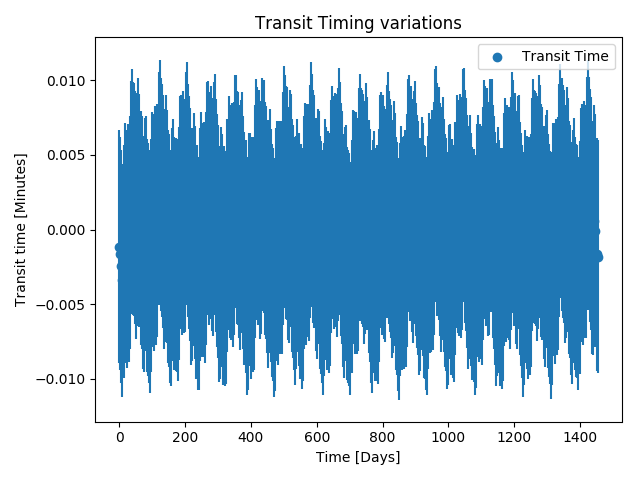 Transit Timing variations
Transit Time
0.010
0.005
0.000
−0.005
−0.010
Transit time [Minutes]
0 200 400 600 800 1000 1200 1400
Time [Days]